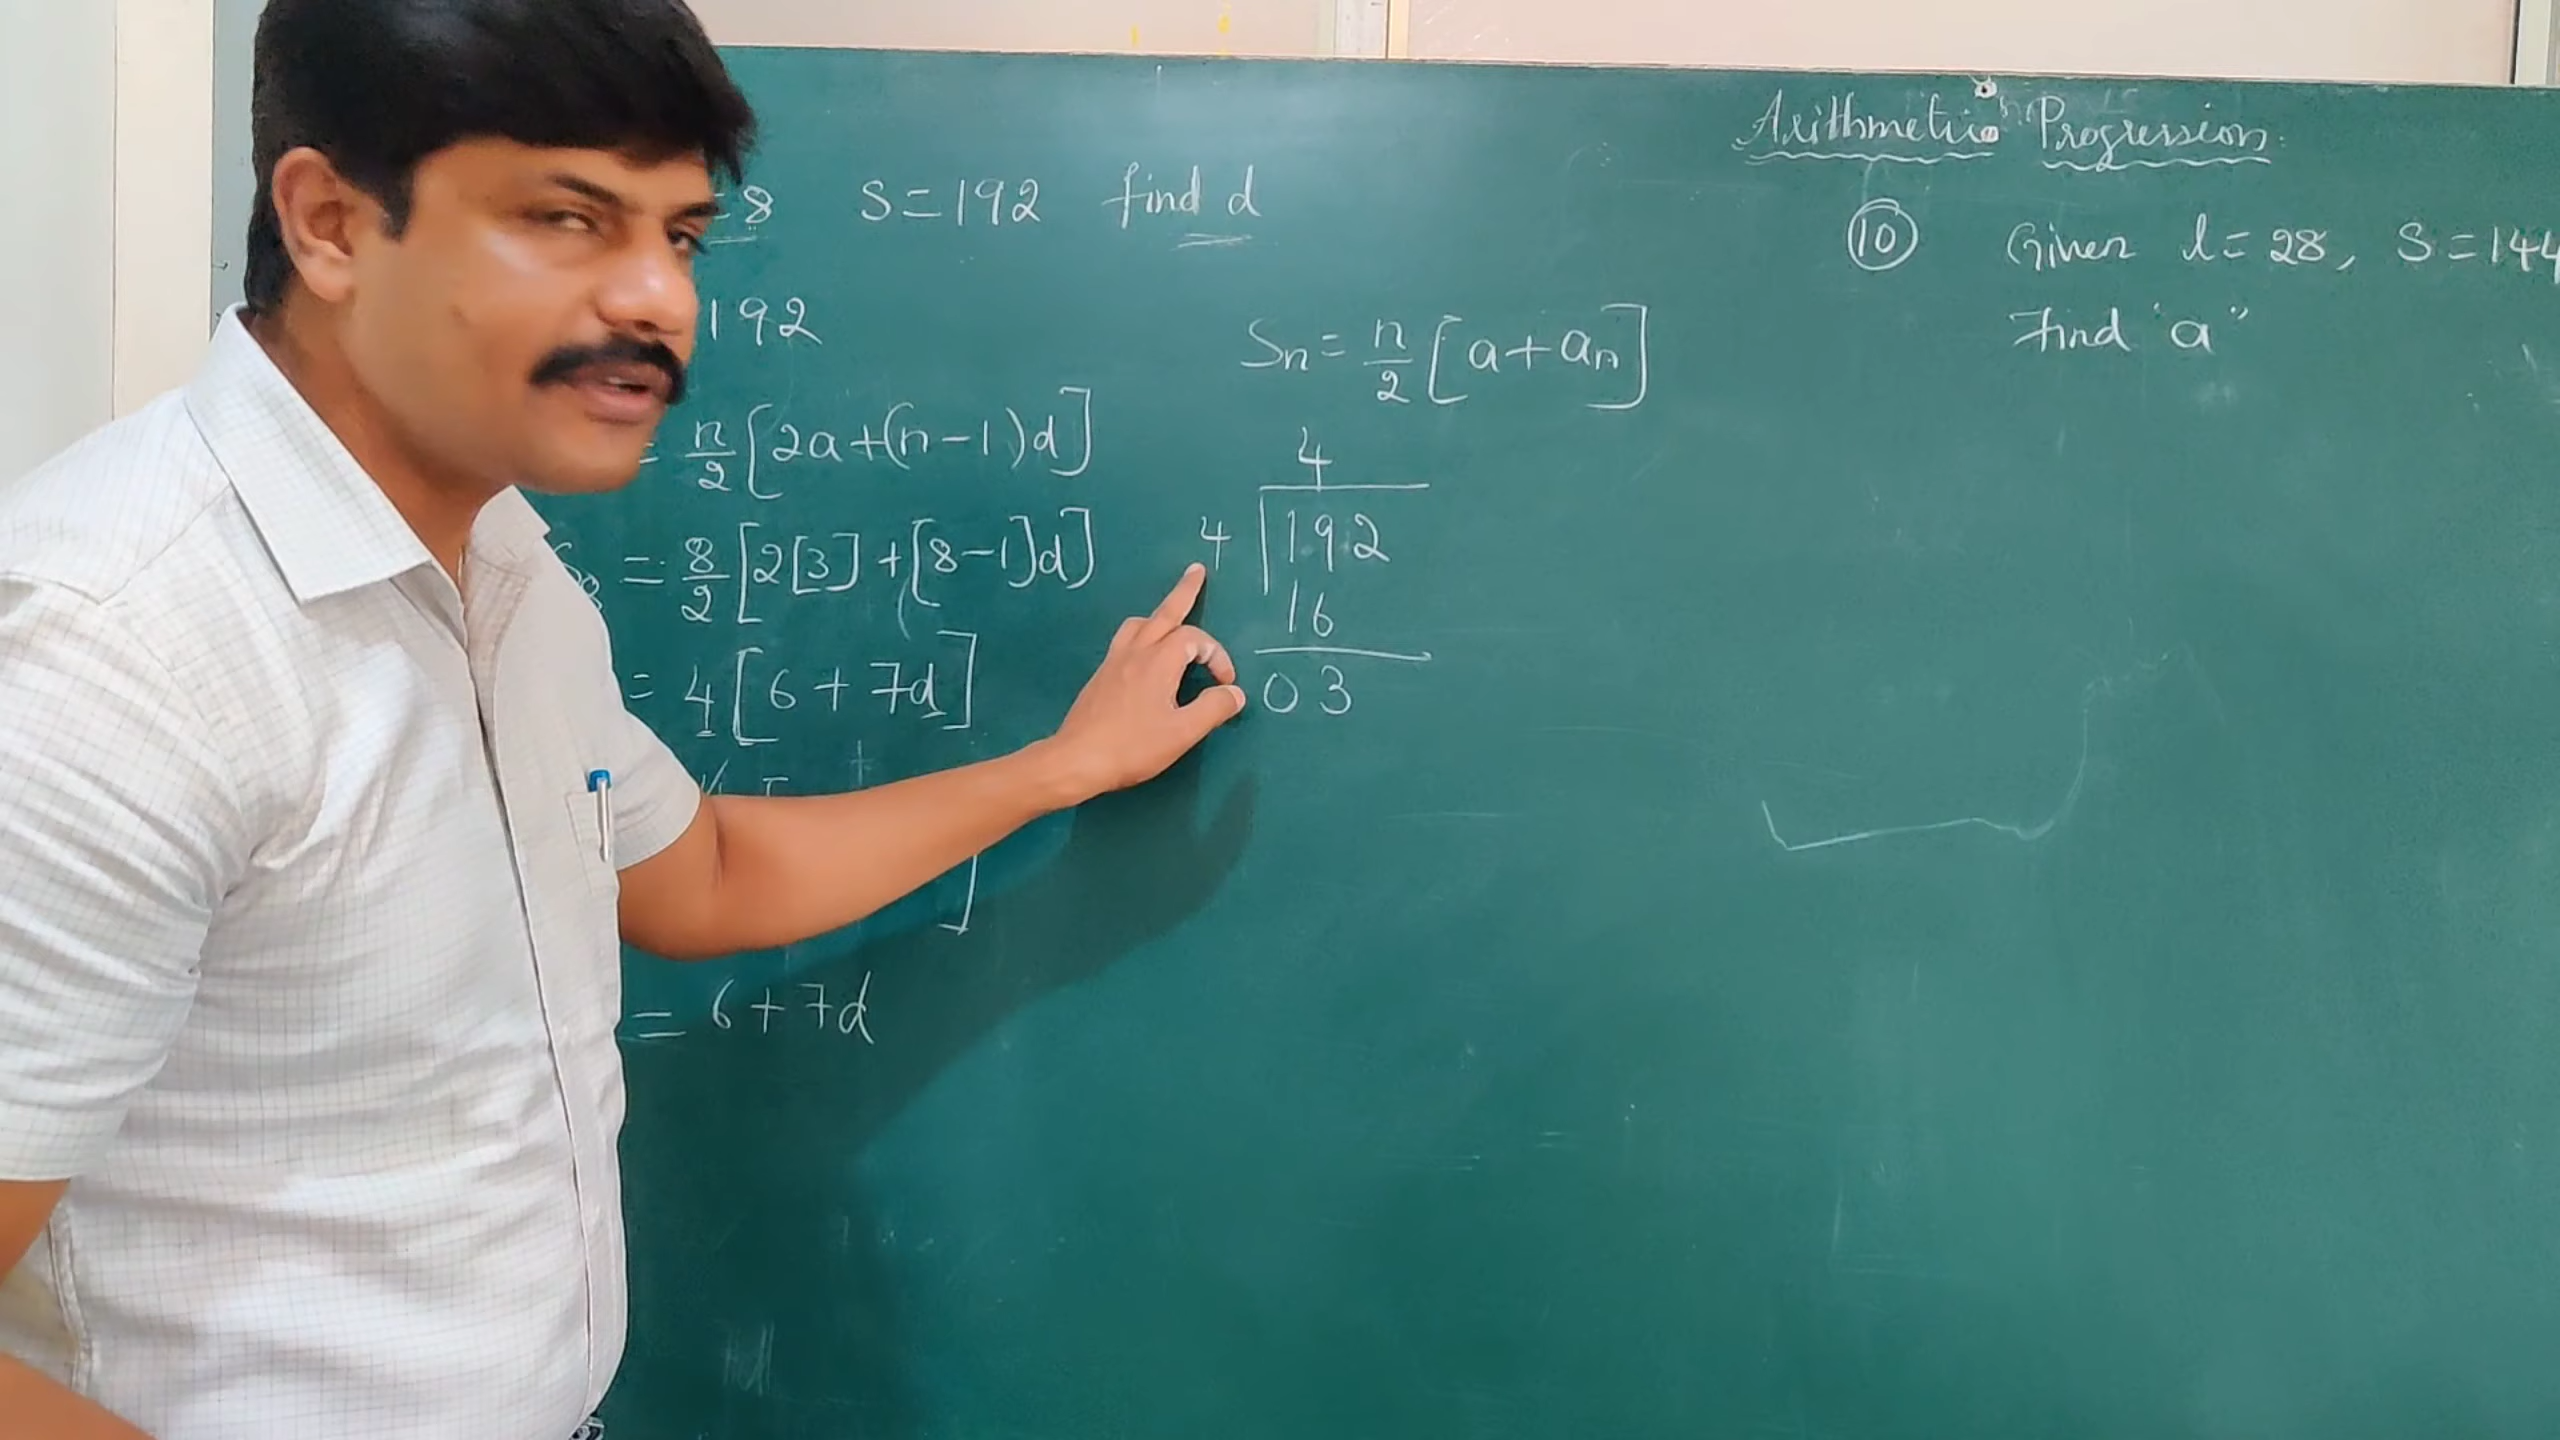 =8 S=192 find d
192
= n/2 [2a+(n-1)d]
S8 = 8/2 [2[3]+[8-1]d]
= 4[6+7d]
]
= 6+7d
Sn = n/2 [a+an]
4
4 192
16
03
Arithmetic Progression
10 Given l=28, S=144
Find "a"